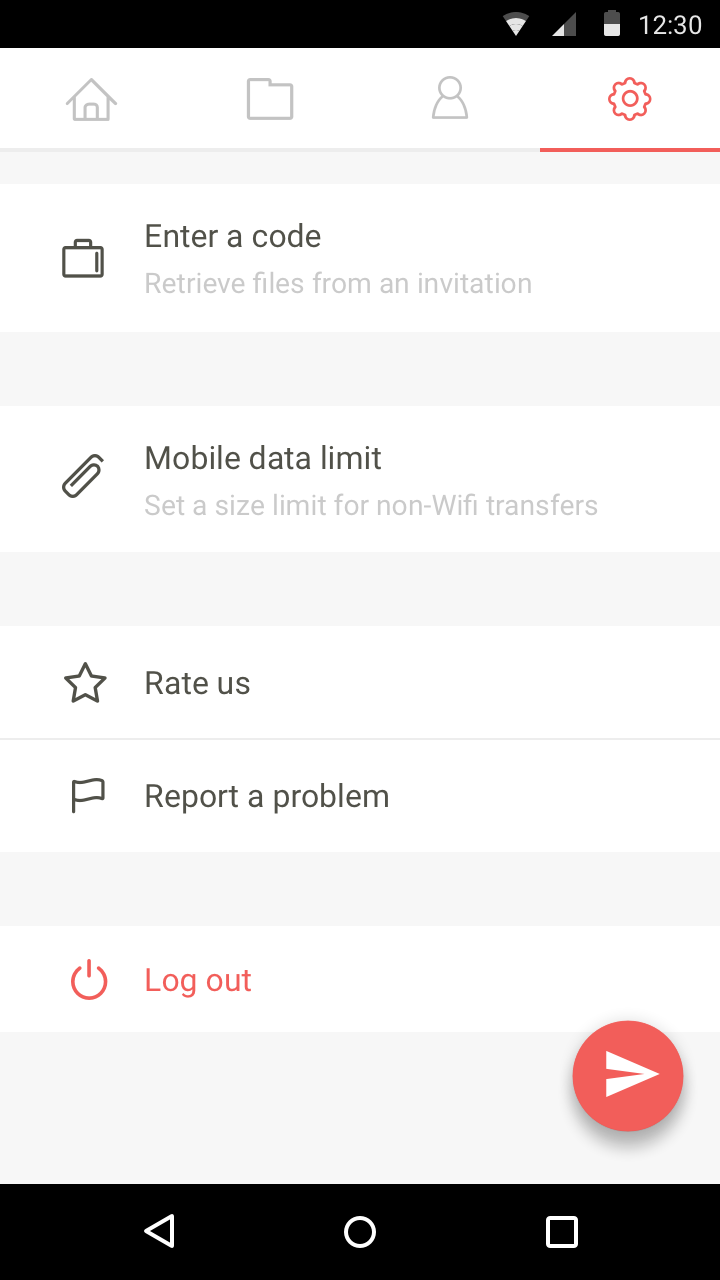 12:30
Enter a code
Retrieve files from an invitation
Mobile data limit
Set a size limit for non-Wifi transfers
Rate us
Report a problem
Log out